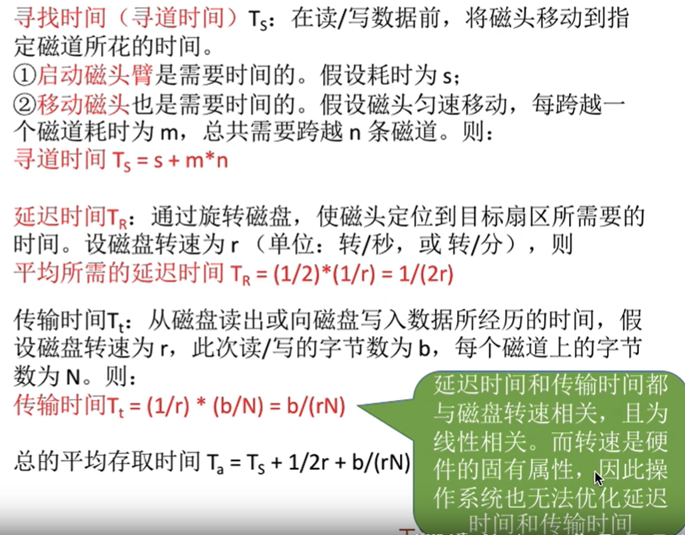 寻找时间（寻道时间）TS：在读/写数据前，将磁头移动到指
定磁道所花的时间。
①启动磁头臂是需要时间的。假设耗时为 s；
②移动磁头也是需要时间的。假设磁头匀速移动，每跨越一
个磁道耗时为 m，总共需要跨越 n 条磁道。则：
寻道时间 TS = s + m*n
延迟时间TR：通过旋转磁盘，使磁头定位到目标扇区所需要的
时间。设磁盘转速为 r （单位：转/秒，或 转/分），则
平均所需的延迟时间 TR = (1/2)*(1/r) = 1/(2r)
传输时间Tt：从磁盘读出或向磁盘写入数据所经历的时间，假
设磁盘转速为 r，此次读/写的字节数为 b，每个磁道上的字节
数为 N。则：
传输时间Tt = (1/r) * (b/N) = b/(rN)
总的平均存取时间 Ta = TS + 1/2r + b/(rN)
延迟时间和传输时间都
与磁盘转速相关，且为
线性相关。而转速是硬
件的固有属性，因此操
作系统也无法优化延迟
时间和传输时间